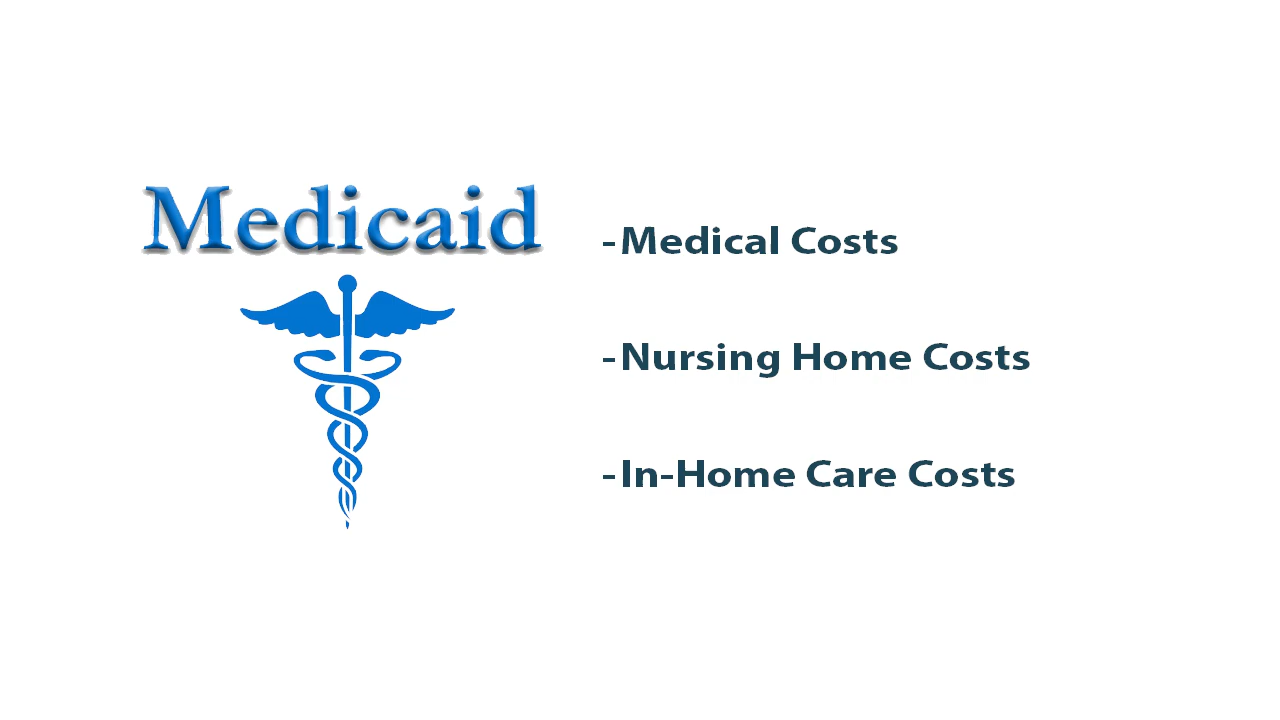 Medicaid
-Medical Costs
-Nursing Home Costs
-In-Home Care Costs